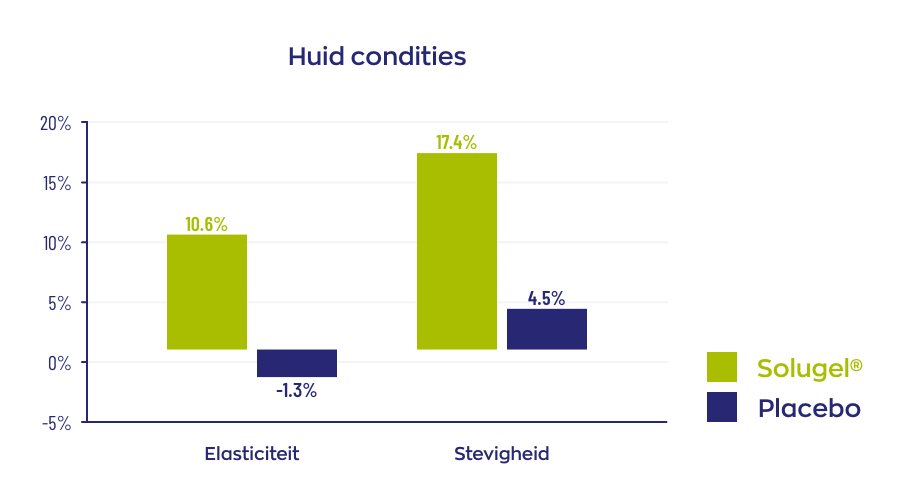 Huid condities
20%
15%
10%
5%
0%
-5%
10.6%
-1.3%
17.4%
4.5%
Elasticiteit
Stevigheid
Solugel®
Placebo